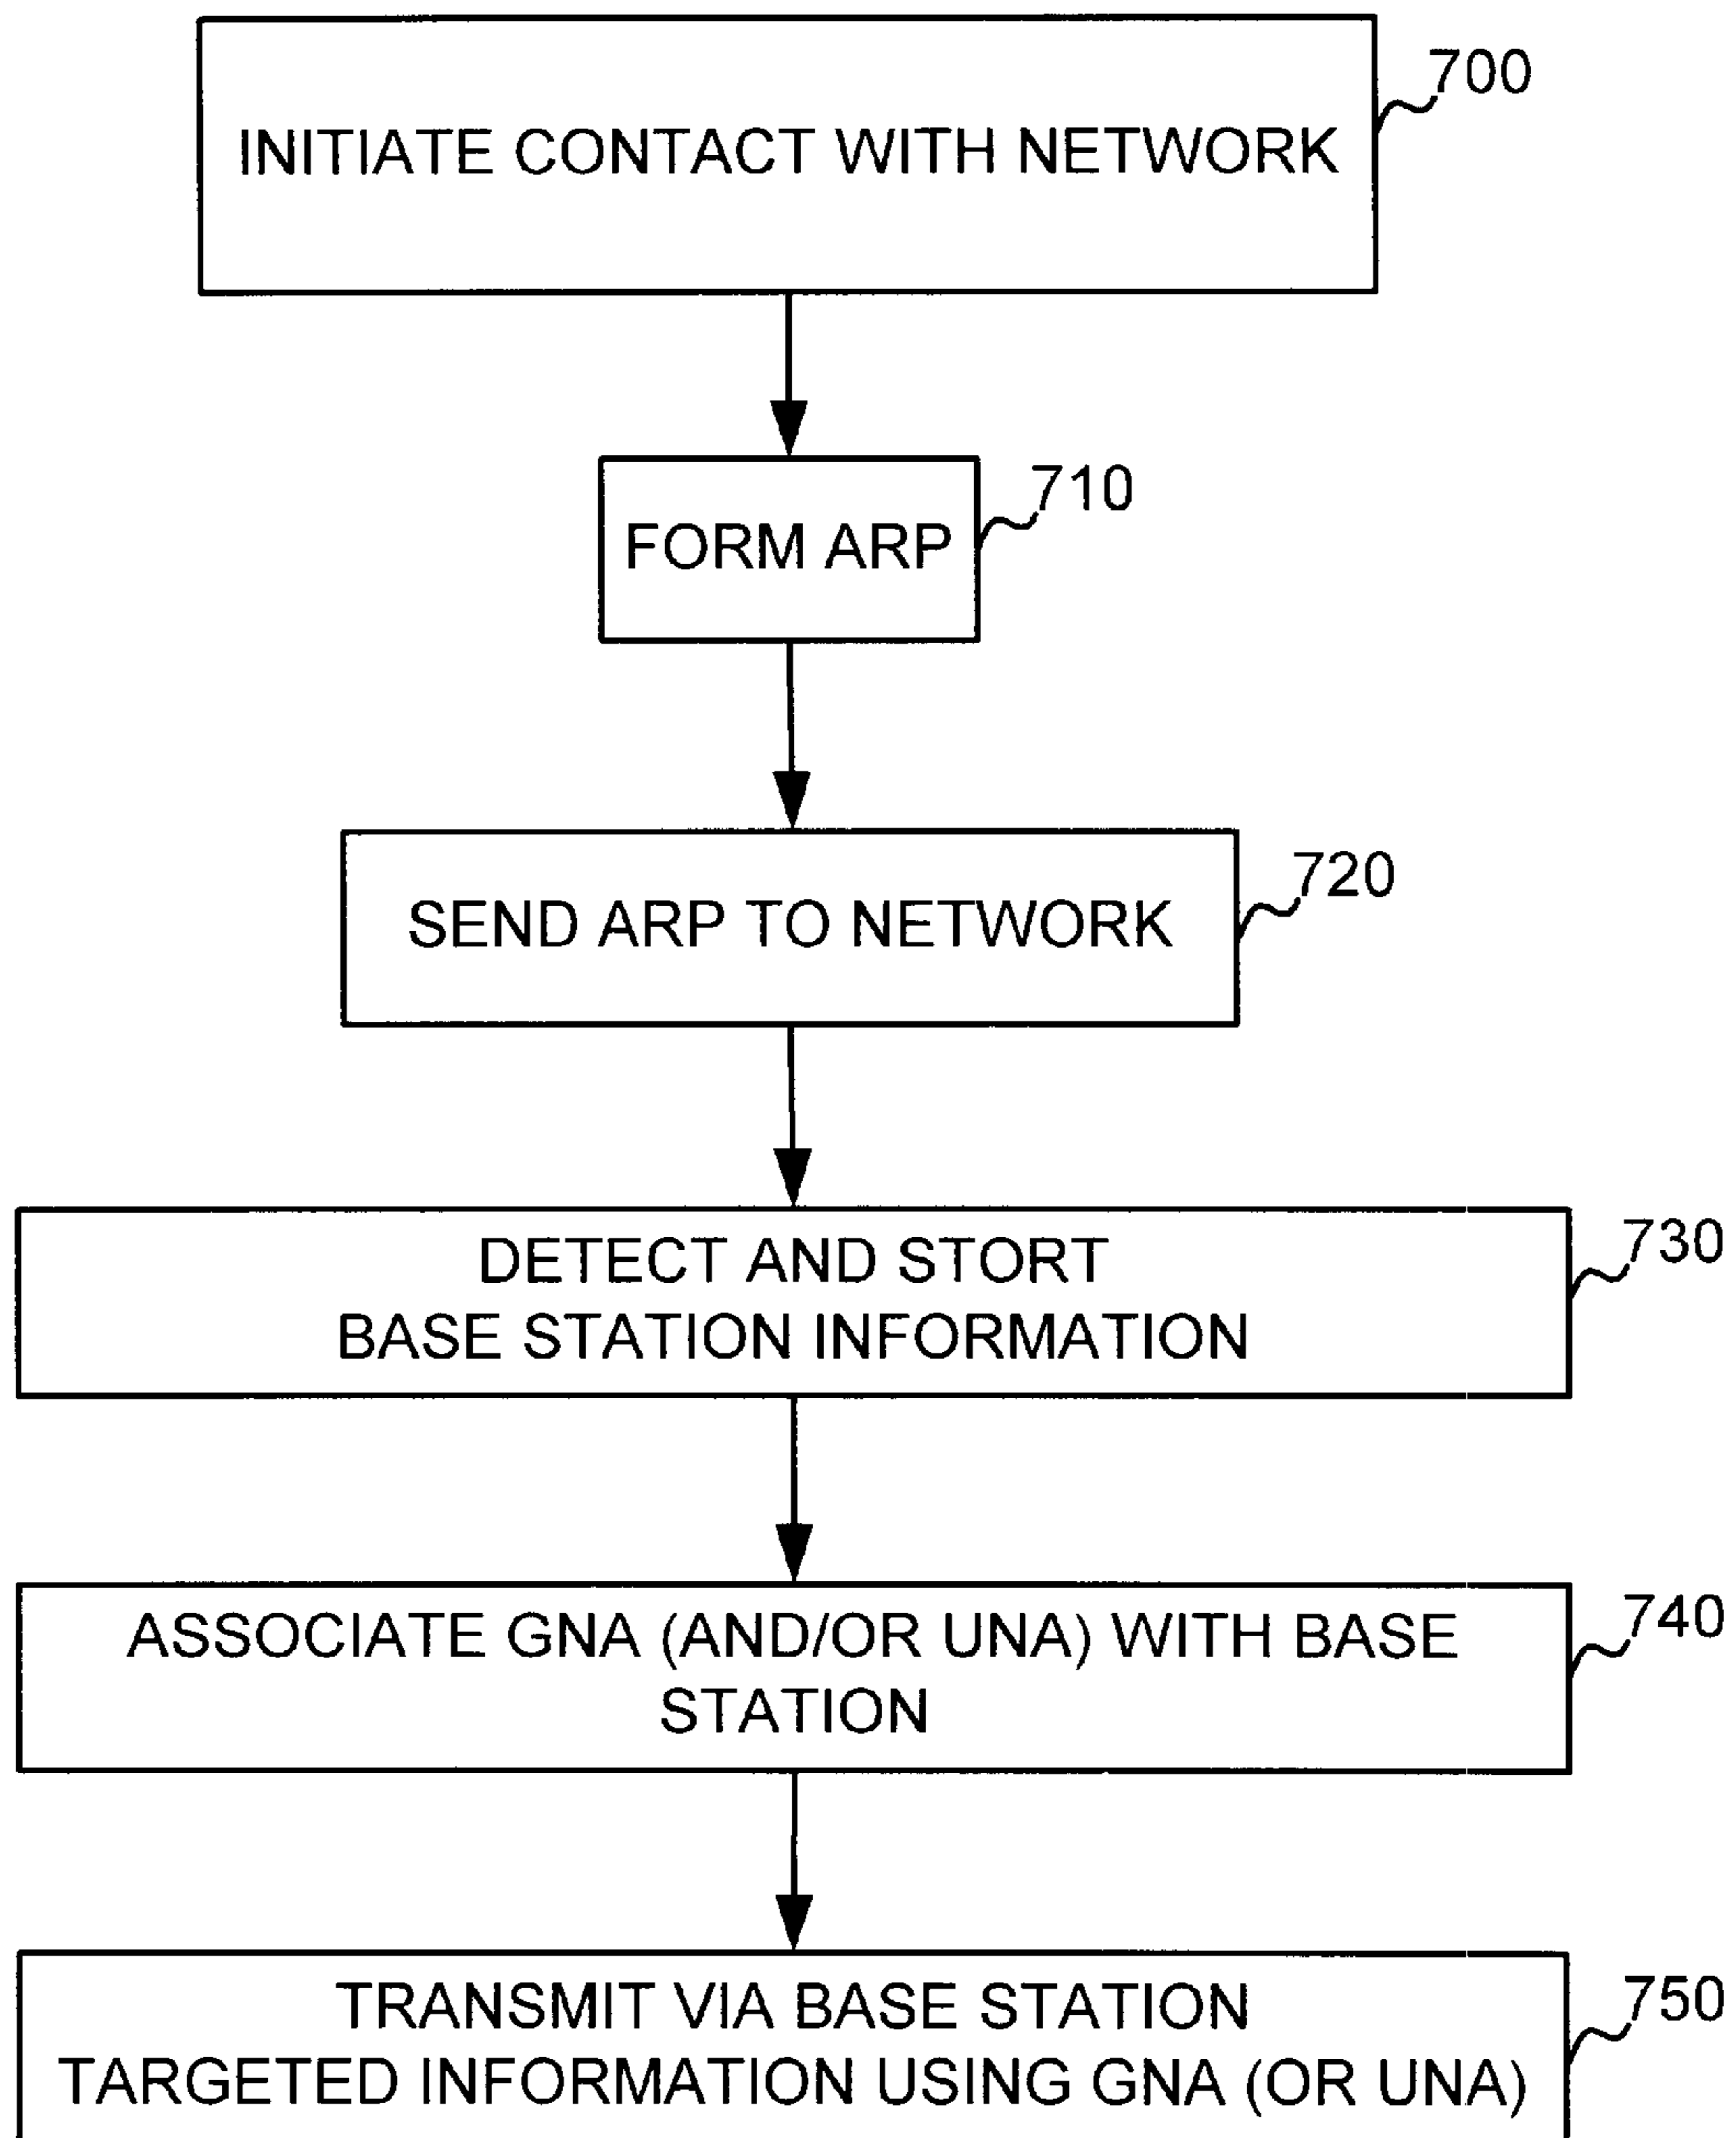 700
INITIATE CONTACT WITH NETWORK
710
FORM ARP
720
SEND ARP TO NETWORK
730
DETECT AND STORT
BASE STATION INFORMATION
740
ASSOCIATE GNA (AND/OR UNA) WITH BASE
STATION
750
TRANSMIT VIA BASE STATION
TARGETED INFORMATION USING GNA (OR UNA)